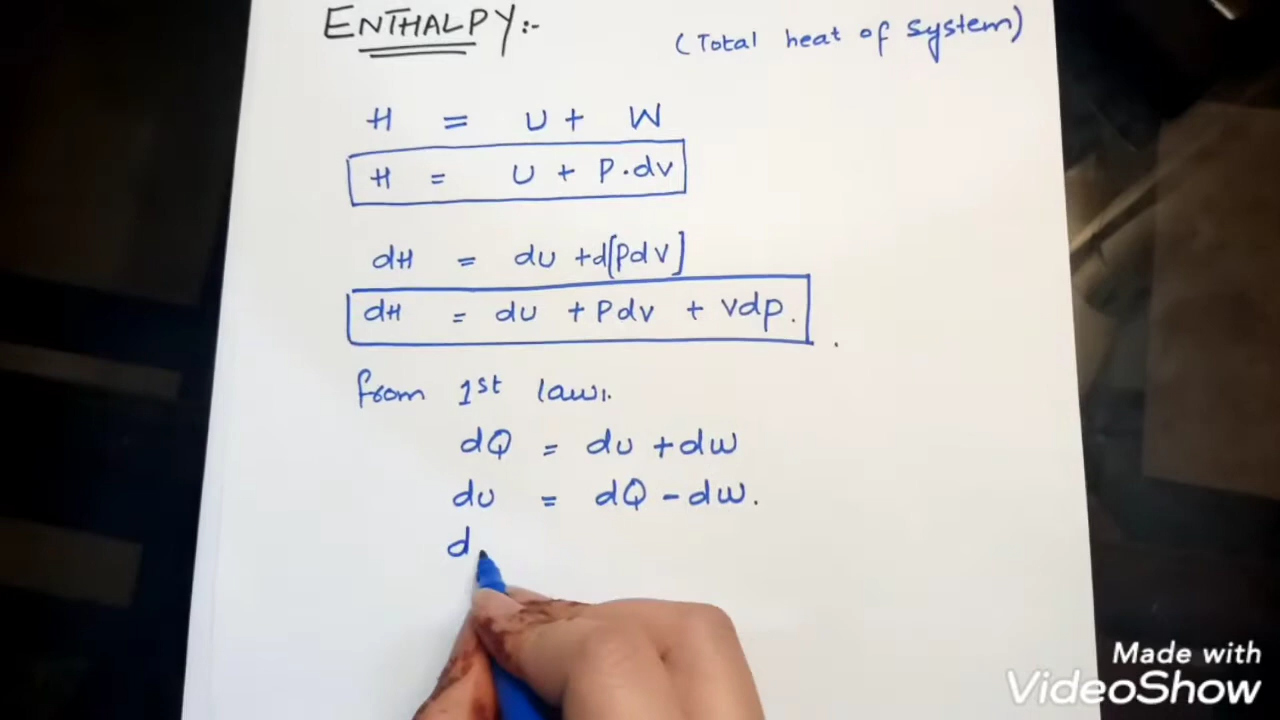 ENTHALPY:-
(Total heat of system)
H = U + W
H = U + P.dv
dH = du + d[Pdv]
dH = du + Pdv + vdp.
from 1st law.
dQ = du + dw
du = dQ - dw.
d
Made with
VideoShow